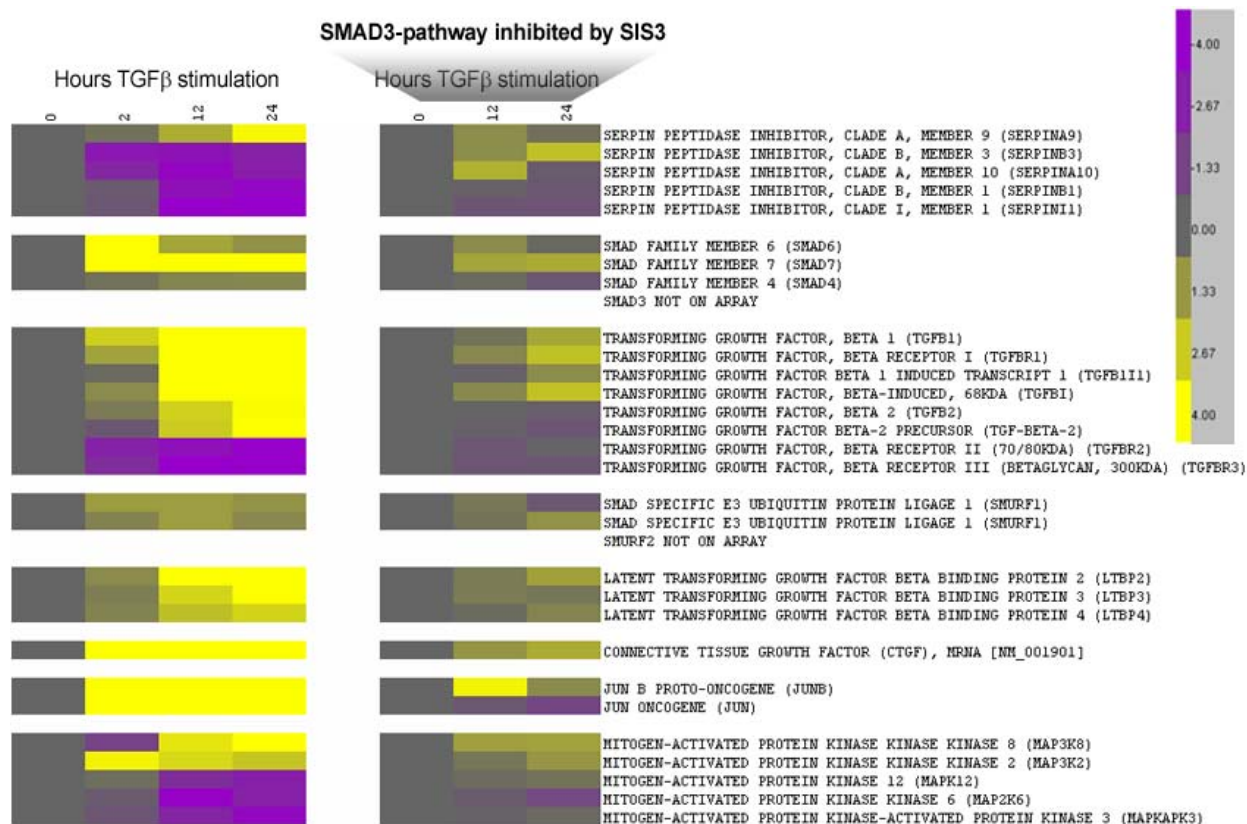 SMAD3-pathway inhibited by SIS3
Hours TGFβ stimulation
Hours TGFβ stimulation
0 2 12 24
0 12 24
SERPIN PEPTIDASE INHIBITOR, CLADE A, MEMBER 9 (SERPINA9)
SERPIN PEPTIDASE INHIBITOR, CLADE B, MEMBER 3 (SERPINB3)
SERPIN PEPTIDASE INHIBITOR, CLADE A, MEMBER 10 (SERPINA10)
SERPIN PEPTIDASE INHIBITOR, CLADE B, MEMBER 1 (SERPINB1)
SERPIN PEPTIDASE INHIBITOR, CLADE I, MEMBER 1 (SERPINI1)
SMAD FAMILY MEMBER 6 (SMAD6)
SMAD FAMILY MEMBER 7 (SMAD7)
SMAD FAMILY MEMBER 4 (SMAD4)
SMAD3 NOT ON ARRAY
TRANSFORMING GROWTH FACTOR, BETA 1 (TGFB1)
TRANSFORMING GROWTH FACTOR, BETA RECEPTOR I (TGFBR1)
TRANSFORMING GROWTH FACTOR BETA 1 INDUCED TRANSCRIPT 1 (TGFB1I1)
TRANSFORMING GROWTH FACTOR, BETA-INDUCED, 68KDA (TGFBI)
TRANSFORMING GROWTH FACTOR, BETA 2 (TGFB2)
TRANSFORMING GROWTH FACTOR BETA-2 PRECURSOR (TGF-BETA-2)
TRANSFORMING GROWTH FACTOR, BETA RECEPTOR II (70/80KDA) (TGFBR2)
TRANSFORMING GROWTH FACTOR, BETA RECEPTOR III (BETAGLYCAN, 300KDA) (TGFBR3)
SMAD SPECIFIC E3 UBIQUITIN PROTEIN LIGAGE 1 (SMURF1)
SMAD SPECIFIC E3 UBIQUITIN PROTEIN LIGAGE 1 (SMURF1)
SMURF2 NOT ON ARRAY
LATENT TRANSFORMING GROWTH FACTOR BETA BINDING PROTEIN 2 (LTBP2)
LATENT TRANSFORMING GROWTH FACTOR BETA BINDING PROTEIN 3 (LTBP3)
LATENT TRANSFORMING GROWTH FACTOR BETA BINDING PROTEIN 4 (LTBP4)
CONNECTIVE TISSUE GROWTH FACTOR (CTGF), MRNA [NM_001901]
JUN B PROTO-ONCOGENE (JUNB)
JUN ONCOGENE (JUN)
MITOGEN-ACTIVATED PROTEIN KINASE KINASE KINASE 8 (MAP3K8)
MITOGEN-ACTIVATED PROTEIN KINASE KINASE KINASE 2 (MAP3K2)
MITOGEN-ACTIVATED PROTEIN KINASE 12 (MAPK12)
MITOGEN-ACTIVATED PROTEIN KINASE KINASE 6 (MAP2K6)
MITOGEN-ACTIVATED PROTEIN KINASE-ACTIVATED PROTEIN KINASE 3 (MAPKAPK3)
-4.00
-2.67
-1.33
0.00
1.33
2.67
4.00